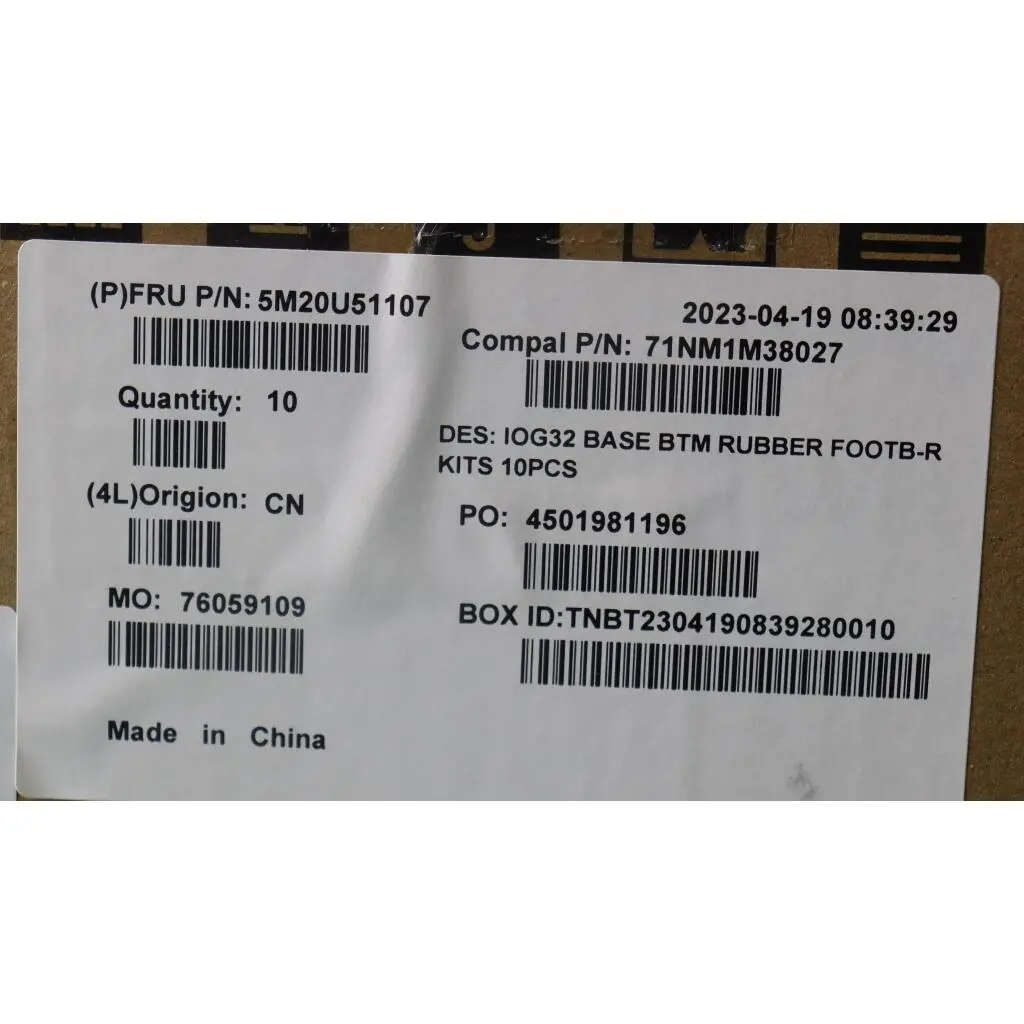 (P)FRU P/N: 5M20U51107
2023-04-19 08:39:29
Compal P/N: 71NM1M38027
Quantity: 10
DES: IOG32 BASE BTM RUBBER FOOTB-R
KITS 10PCS
(4L)Origion: CN
PO: 4501981196
MO: 76059109
BOX ID:TNBT2304190839280010
Made in China